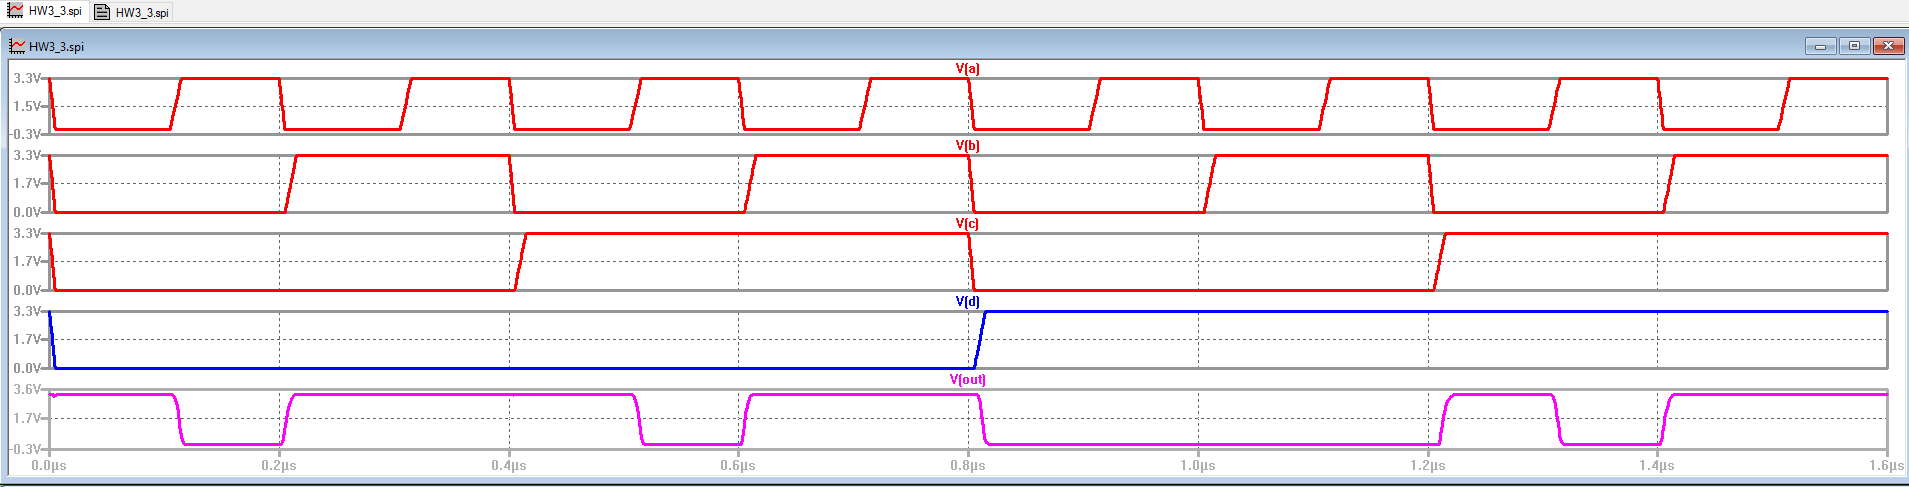 HW3_3.spi HW3_3.spi
HW3_3.spi
V(a)
3.3V
1.5V
-0.3V
V(b)
3.3V
1.7V
0.0V
V(c)
3.3V
1.7V
0.0V
V(d)
3.3V
1.7V
0.0V
V(out)
3.6V
1.7V
-0.3V
0.0µs 0.2µs 0.4µs 0.6µs 0.8µs 1.0µs 1.2µs 1.4µs 1.6µs